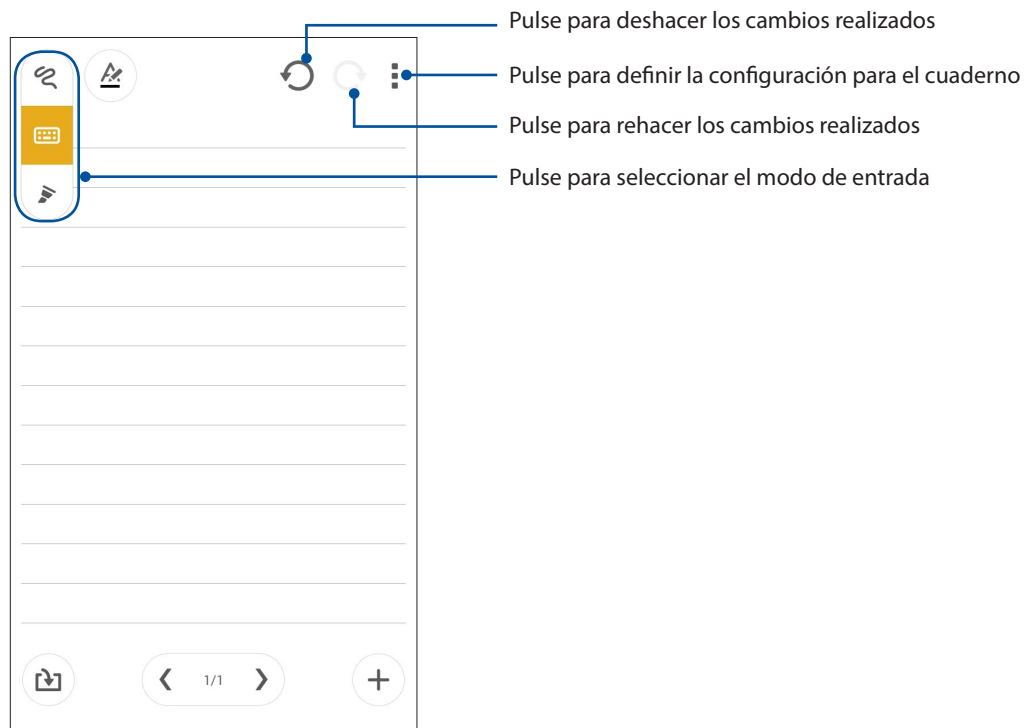 Pulse para deshacer los cambios realizados
Pulse para definir la configuración para el cuaderno
Pulse para rehacer los cambios realizados
Pulse para seleccionar el modo de entrada
1/1